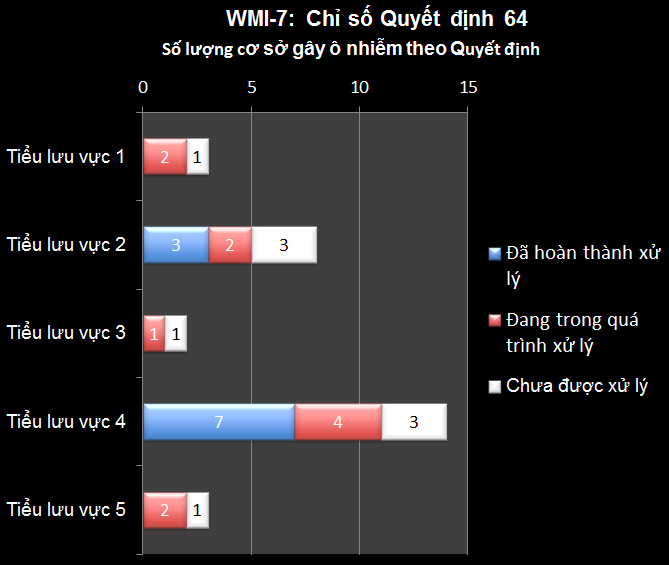 WMI-7: Chỉ số Quyết định 64
Số lượng cơ sở gây ô nhiễm theo Quyết định
0 5 10 15
Tiểu lưu vực 1 2 1
Tiểu lưu vực 2 3 2 3
Tiểu lưu vực 3 1 1
Tiểu lưu vực 4 7 4 3
Tiểu lưu vực 5 2 1
Đã hoàn thành xử
lý
Đang trong quá
trình xử lý
Chưa được xử lý